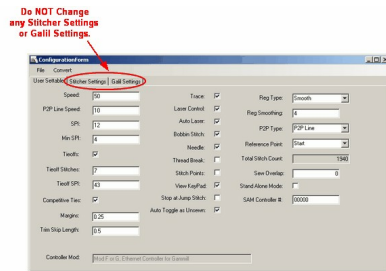 Do NOT Change
any Stitcher Settings
or Galil Settings.
ConfigurationForm
File Convert
User Settable Stitcher Settings Galil Settings
Speed: 50 Trace: Reg Type: Smooth
P2P Line Speed: 10 Laser Control: Reg Smoothing: 4
SPI: 12 Auto Laser: P2P Type: P2P Line
Min SPI: 4 Bobbin Stitch: Reference Point: Start
Tieoffs: Needle: Total Stitch Count: 1940
Tieoff Stitches: 7 Thread Break: Sew Overlap: 0
Tieoff SPI: 43 Stitch Points: Stand Alone Mode:
Competitive Ties: View KeyPad: SAM Controller # 00000
Margins: 0.25 Stop at Jump Stitch:
Trim Skip Length: 0.5 Auto Toggle as Unsewn:
Controller Mod: Mod F or G, Ethernet Controller for Gammill